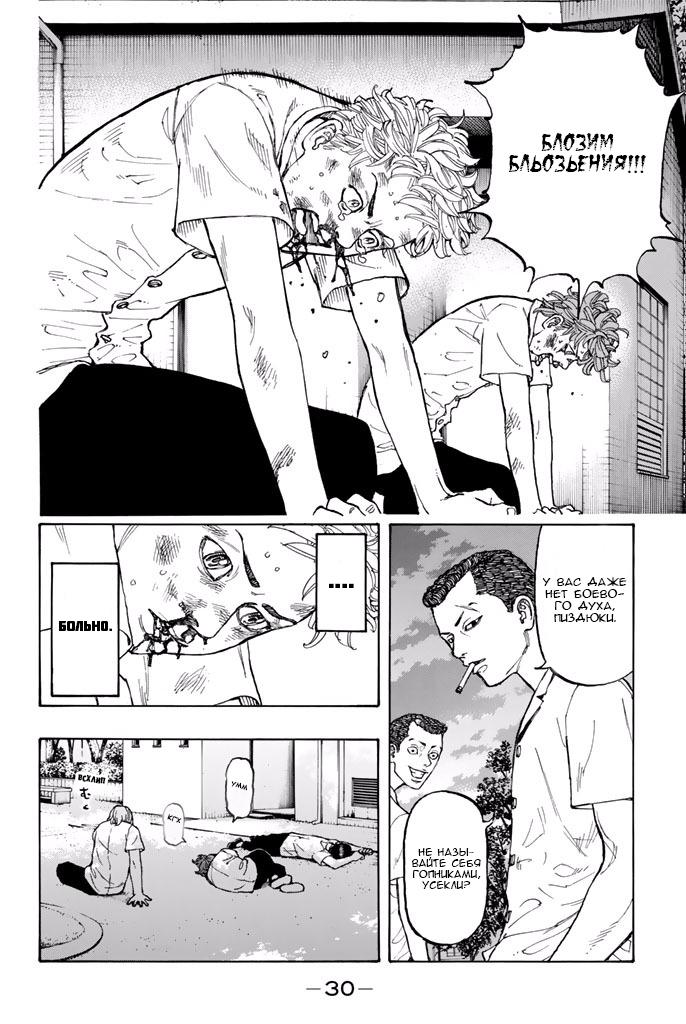 БЛОЗИМ
БЛЬОЗЬЕНИЯ!!!
У ВАС ДАЖЕ
НЕТ БОЕВО-
ГО ДУХА,
ПИЗДЮКИ.
НЕ НАЗЫ-
ВАЙТЕ СЕБЯ
ГОПНИКАМИ,
УСЕКЛИ?
....
БОЛЬНО.
УММ
КГХ
ВСХЛИП
む
—30—